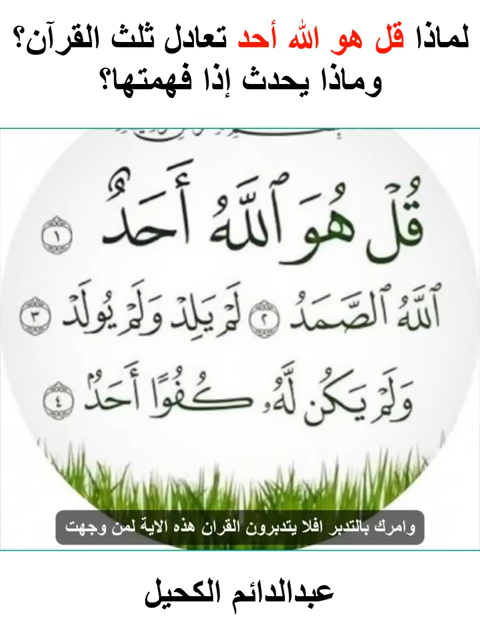 لماذا قل هو الله أحد تعادل ثلث القرآن؟
وماذا يحدث إذا فهمتها؟
قُلْ هُوَ ٱللَّهُ أَحَدٌ ١
ٱللَّهُ ٱلصَّمَدُ ٢ لَمْ يَلِدْ وَلَمْ يُولَدْ ٣
وَلَمْ يَكُن لَّهُۥ كُفُوًا أَحَدٌۢ ٤
وامرك بالتدبر افلا يتدبرون القران هذه الاية لمن وجهت
عبدالدائم الكحيل